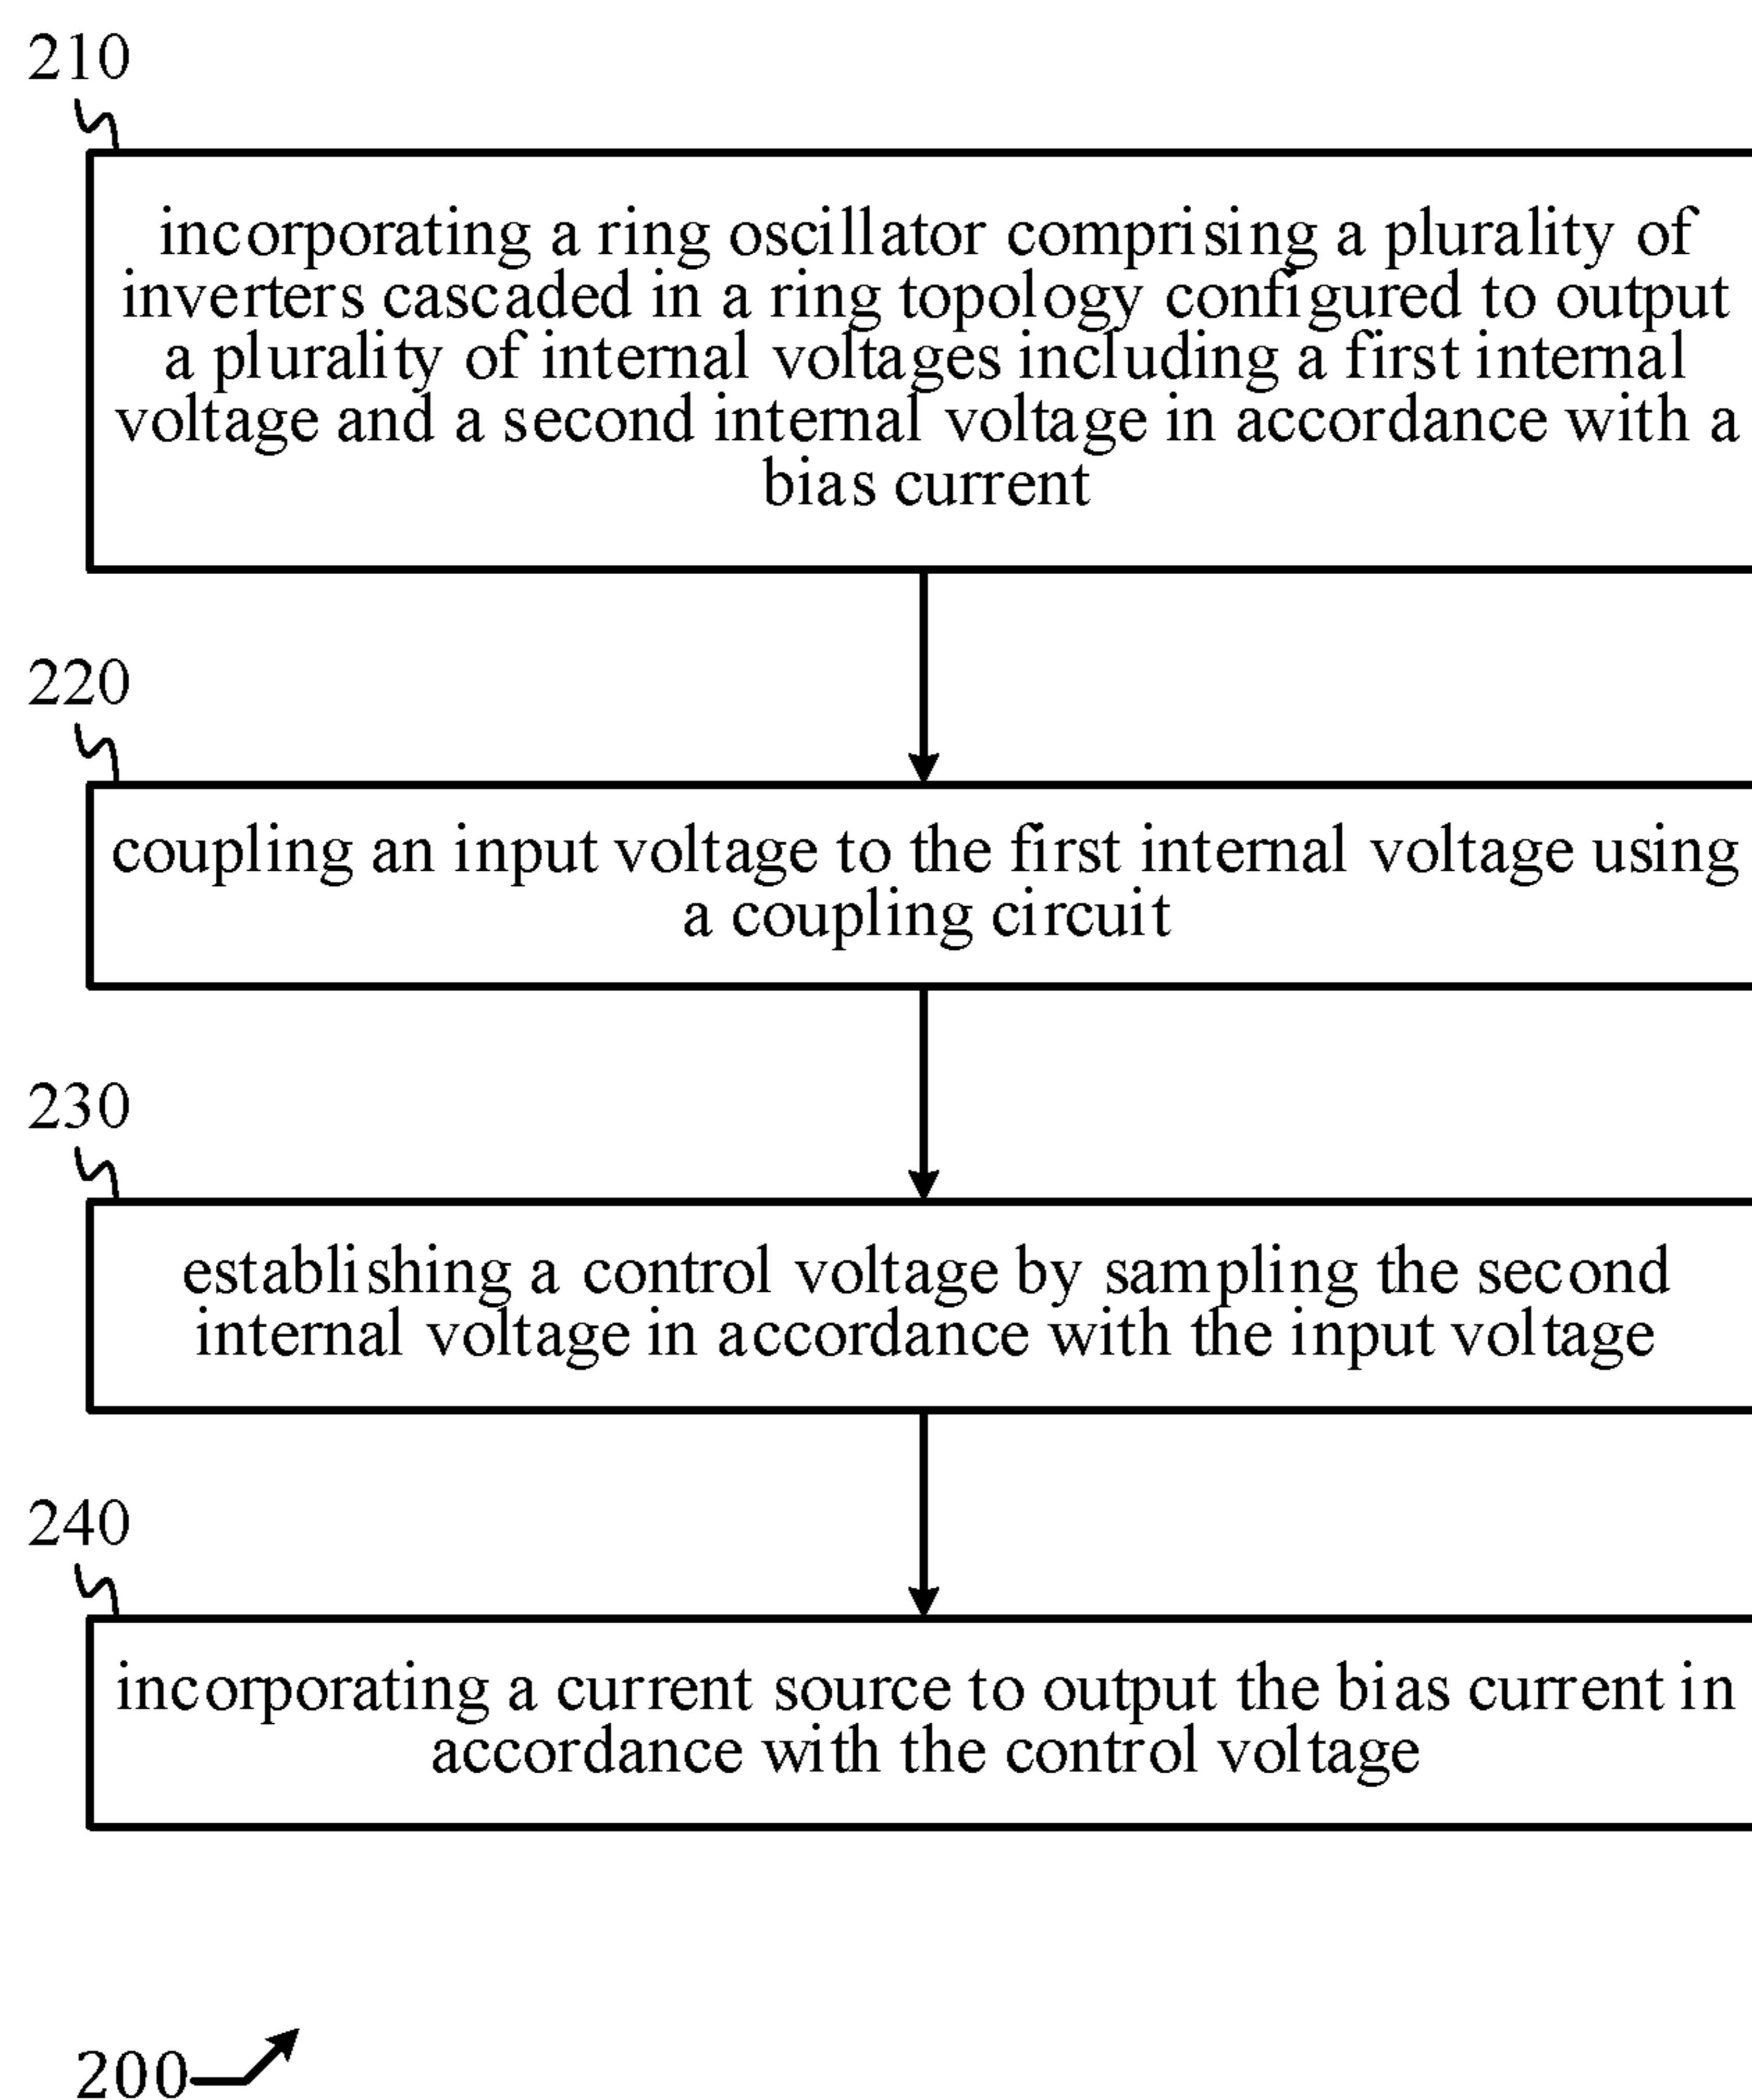 210
incorporating a ring oscillator comprising a plurality of
inverters cascaded in a ring topology configured to output
a plurality of internal voltages including a first internal
voltage and a second internal voltage in accordance with a
bias current
220
coupling an input voltage to the first internal voltage using
a coupling circuit
230
establishing a control voltage by sampling the second
internal voltage in accordance with the input voltage
240
incorporating a current source to output the bias current in
accordance with the control voltage
200